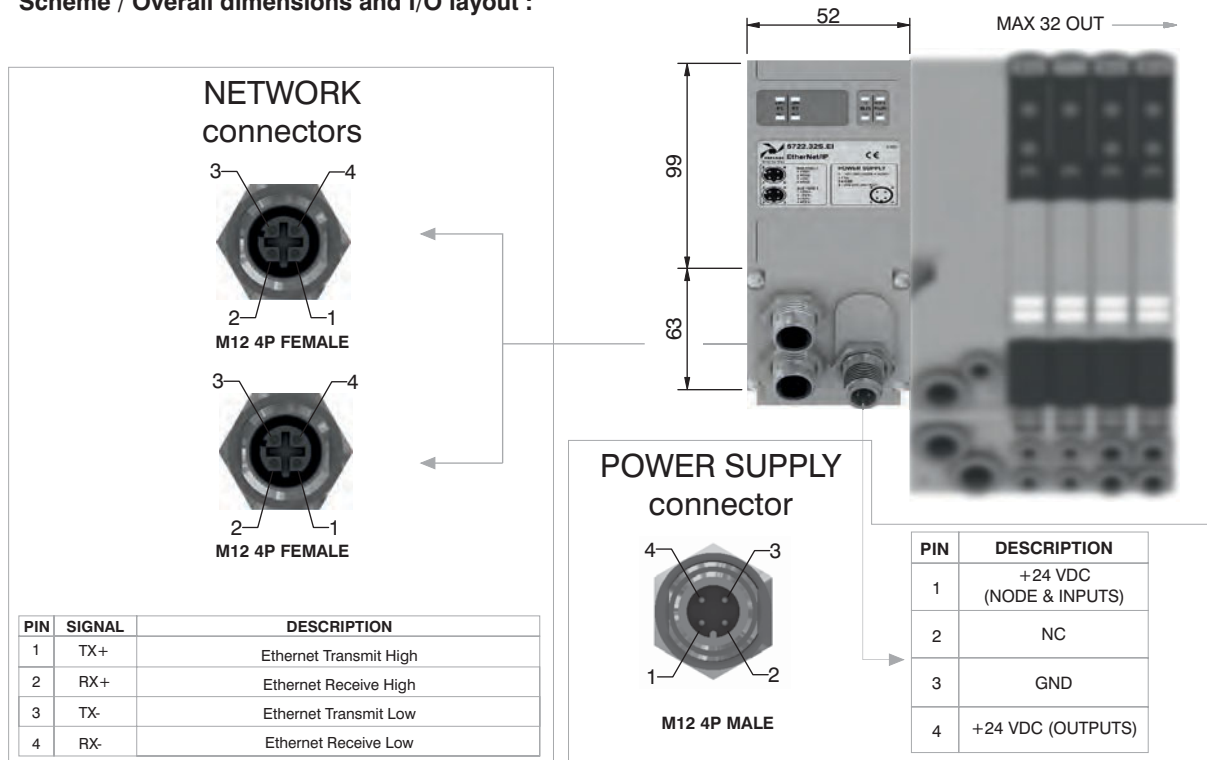 Scheme / Overall dimensions and I/O layout :
52
MAX 32 OUT
99
63
5722.32S.EI
EtherNet/IP
CE
POWER SUPPLY
NETWORK
connectors
3
4
2
1
M12 4P FEMALE
3
4
2
1
M12 4P FEMALE
PIN SIGNAL DESCRIPTION
1 TX+ Ethernet Transmit High
2 RX+ Ethernet Receive High
3 TX- Ethernet Transmit Low
4 RX- Ethernet Receive Low
POWER SUPPLY
connector
4
3
1
2
M12 4P MALE
PIN DESCRIPTION
1 +24 VDC
(NODE & INPUTS)
2 NC
3 GND
4 +24 VDC (OUTPUTS)